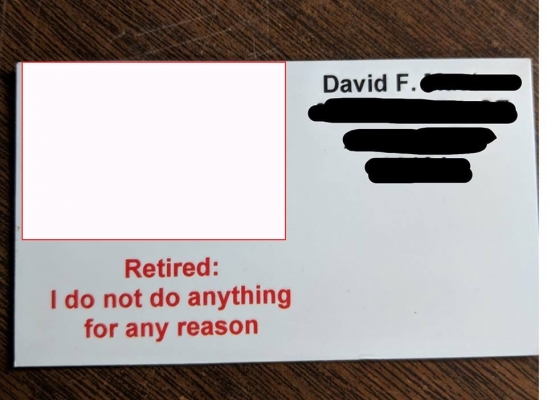 David F.
Retired:
I do not do anything
for any reason